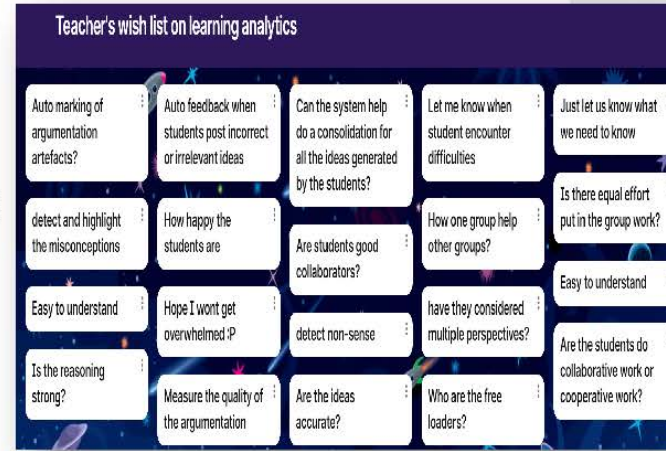 Teacher's wish list on learning analytics
Auto marking of
argumentation
artefacts?
detect and highlight
the misconceptions
Easy to understand
Is the reasoning
strong?
Auto feedback when
students post incorrect
or irrelevant ideas
How happy the
students are
Hope I wont get
overwhelmed :P
Measure the quality of
the argumentation
Can the system help
do a consolidation for
all the ideas generated
by the students?
Are students good
collaborators?
detect non-sense
Are the ideas
accurate?
Let me know when
student encounter
difficulties
How one group help
other groups?
have they considered
multiple perspectives?
Who are the free
loaders?
Just let us know what
we need to know
Is there equal effort
put in the group work?
Easy to understand
Are the students do
collaborative work or
cooperative work?